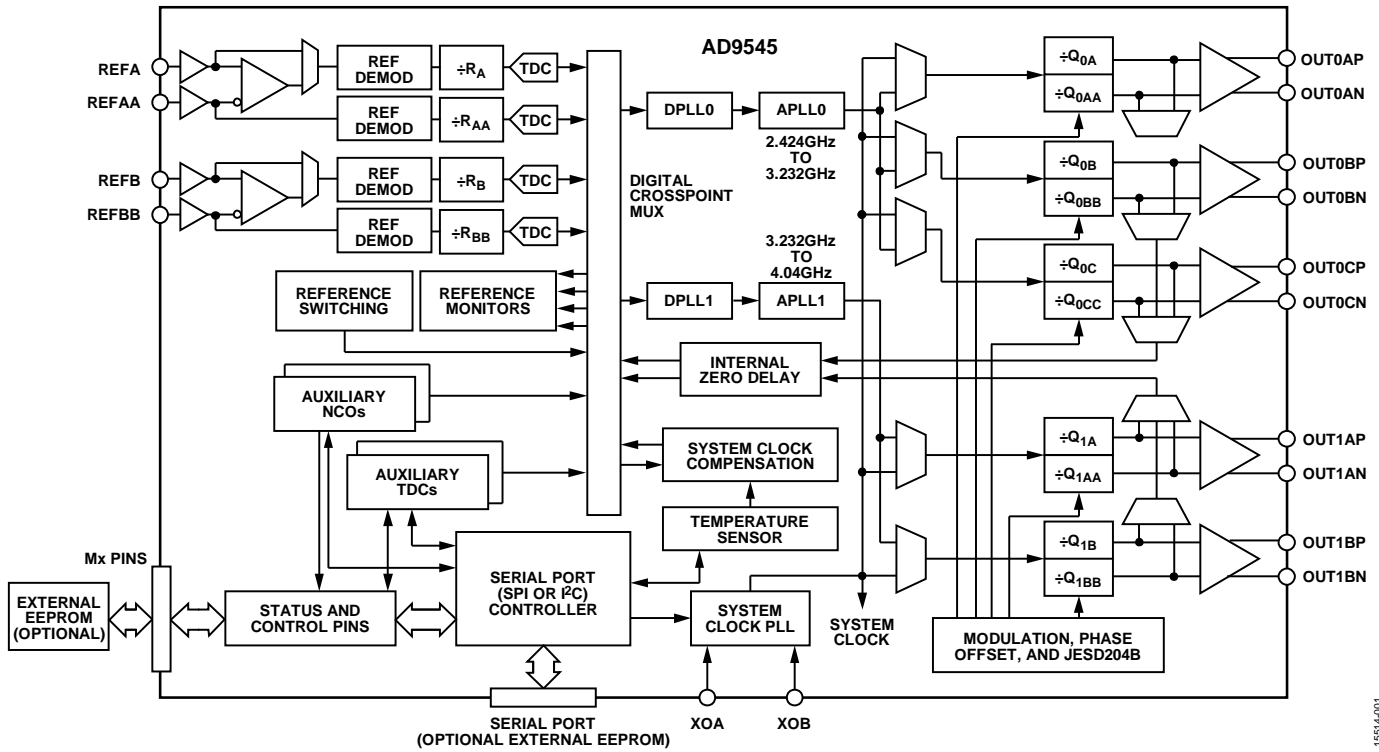 AD9545
REFA
REFAA
REFB
REFBB
REF
DEMOD
÷RA
TDC
REF
DEMOD
÷RAA
TDC
REF
DEMOD
÷RB
TDC
REF
DEMOD
÷RBB
TDC
DIGITAL
CROSSPOINT
MUX
DPLL0
APLL0
2.424GHz
TO
3.232GHz
3.232GHz
TO
4.04GHz
DPLL1
APLL1
REFERENCE
SWITCHING
REFERENCE
MONITORS
INTERNAL
ZERO DELAY
AUXILIARY
NCOs
AUXILIARY
TDCs
SYSTEM CLOCK
COMPENSATION
TEMPERATURE
SENSOR
Mx PINS
EXTERNAL
EEPROM
(OPTIONAL)
STATUS AND
CONTROL PINS
SERIAL PORT
(SPI OR I²C)
CONTROLLER
SYSTEM
CLOCK PLL
SYSTEM
CLOCK
MODULATION, PHASE
OFFSET, AND JESD204B
÷Q0A
÷Q0AA
÷Q0B
÷Q0BB
÷Q0C
÷Q0CC
÷Q1A
÷Q1AA
÷Q1B
÷Q1BB
OUT0AP
OUT0AN
OUT0BP
OUT0BN
OUT0CP
OUT0CN
OUT1AP
OUT1AN
OUT1BP
OUT1BN
SERIAL PORT
(OPTIONAL EXTERNAL EEPROM)
XOA
XOB
15514-001